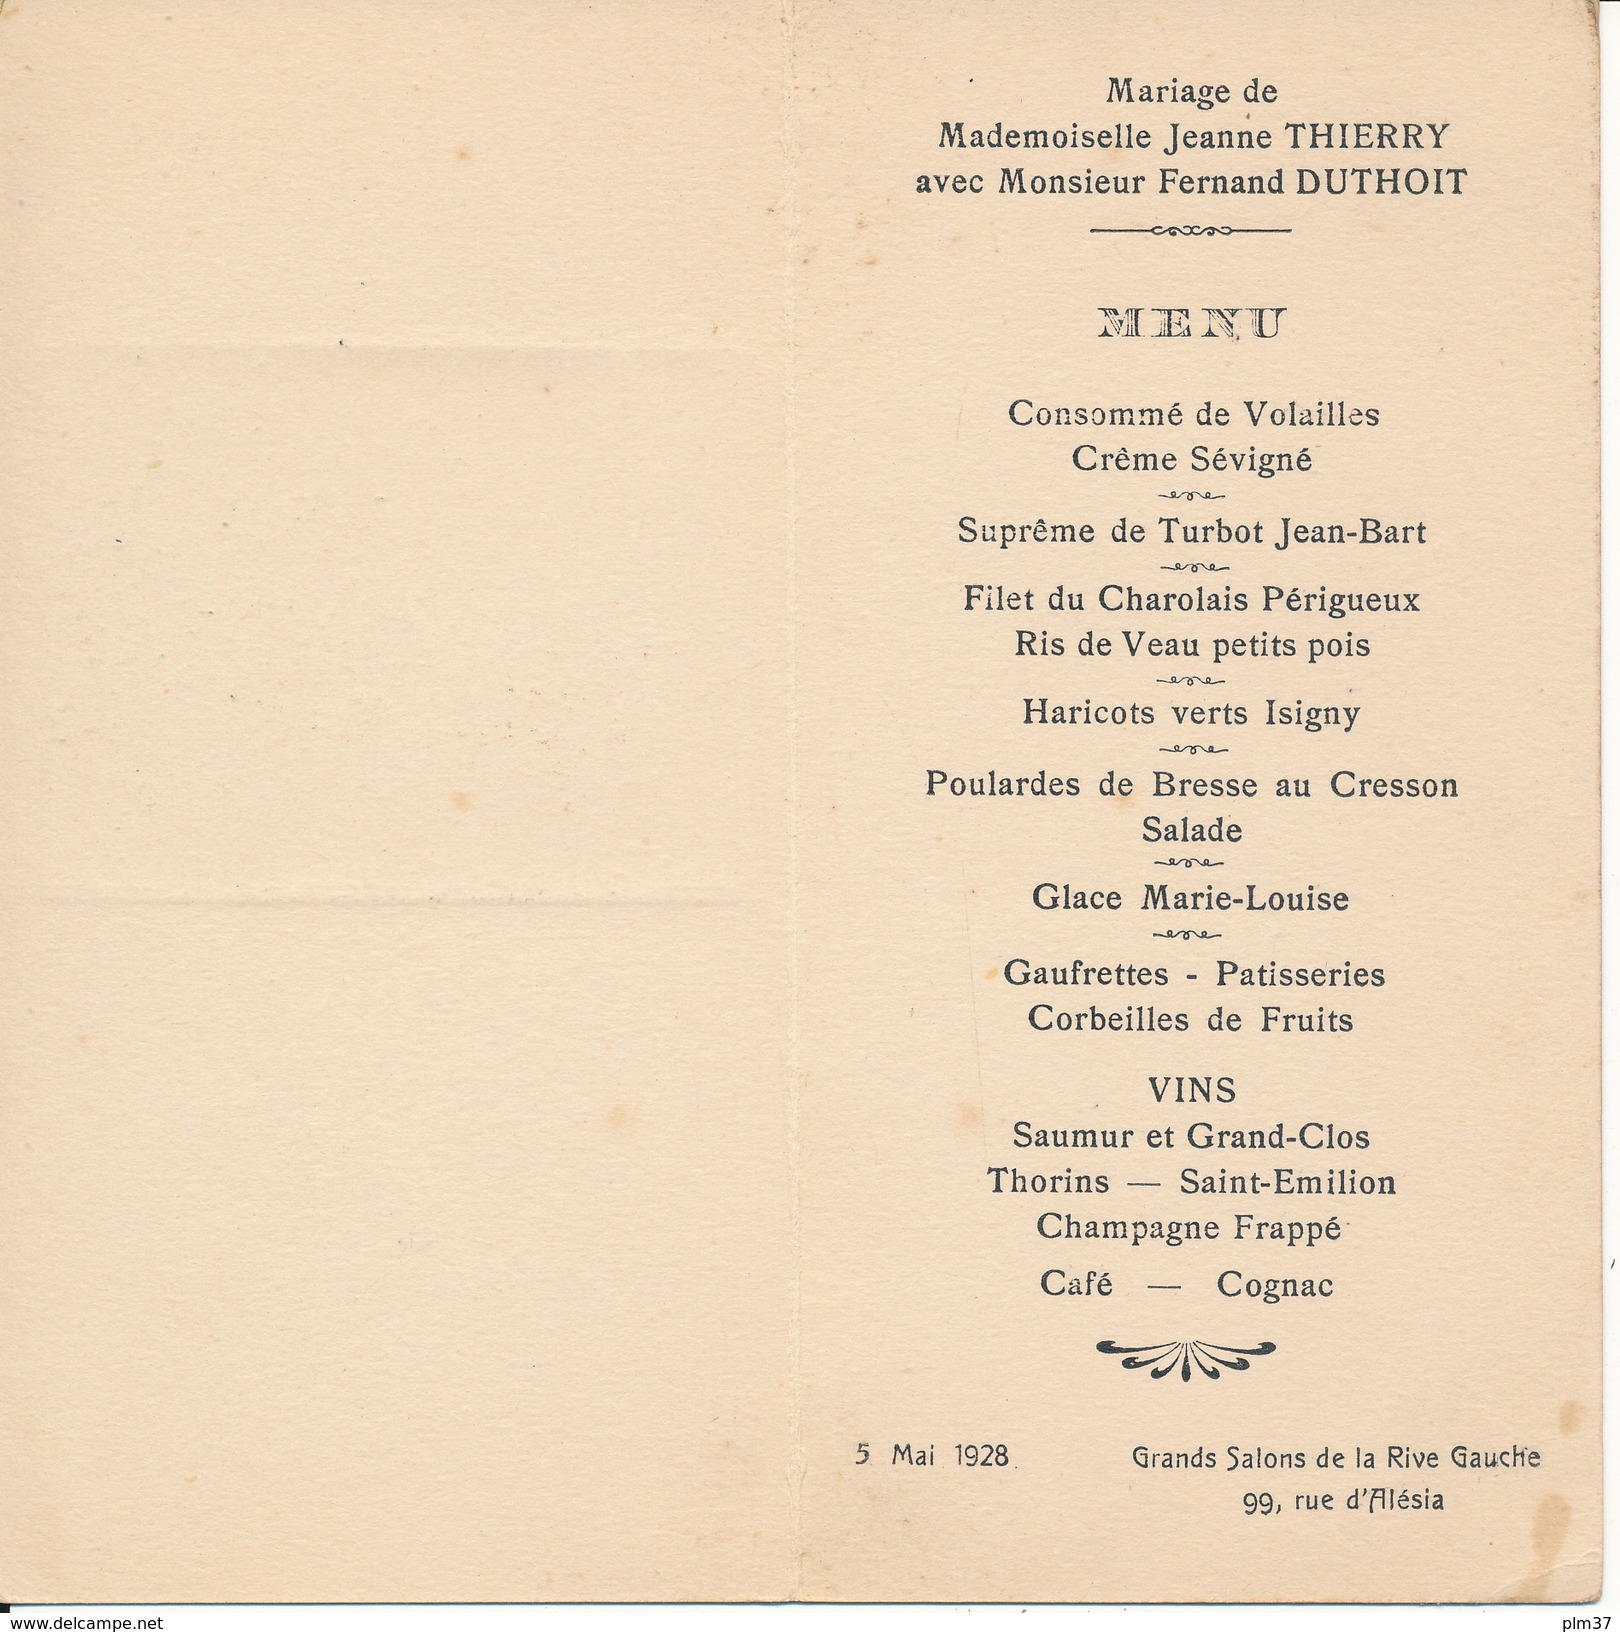 Mariage de
Mademoiselle Jeanne THIERRY
avec Monsieur Fernand DUTHOIT
MENU
Consommé de Volailles
Crême Sévigné
Suprême de Turbot Jean-Bart
Filet du Charolais Périgueux
Ris de Veau petits pois
Haricots verts Isigny
Poulardes de Bresse au Cresson
Salade
Glace Marie-Louise
Gaufrettes - Patisseries
Corbeilles de Fruits
VINS
Saumur et Grand-Clos
Thorins — Saint-Emilion
Champagne Frappé
Café — Cognac
5 Mai 1928
Grands Salons de la Rive Gauche
99, rue d'Alésia
www.delcampe.net
plm37